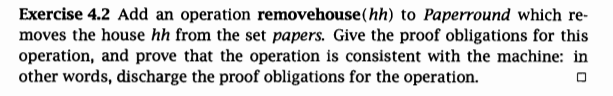 Exercise 4.2 Add an operation removehouse(hh) to Paperround which re-
moves the house hh from the set papers. Give the proof obligations for this
operation, and prove that the operation is consistent with the machine: in
other words, discharge the proof obligations for the operation. □